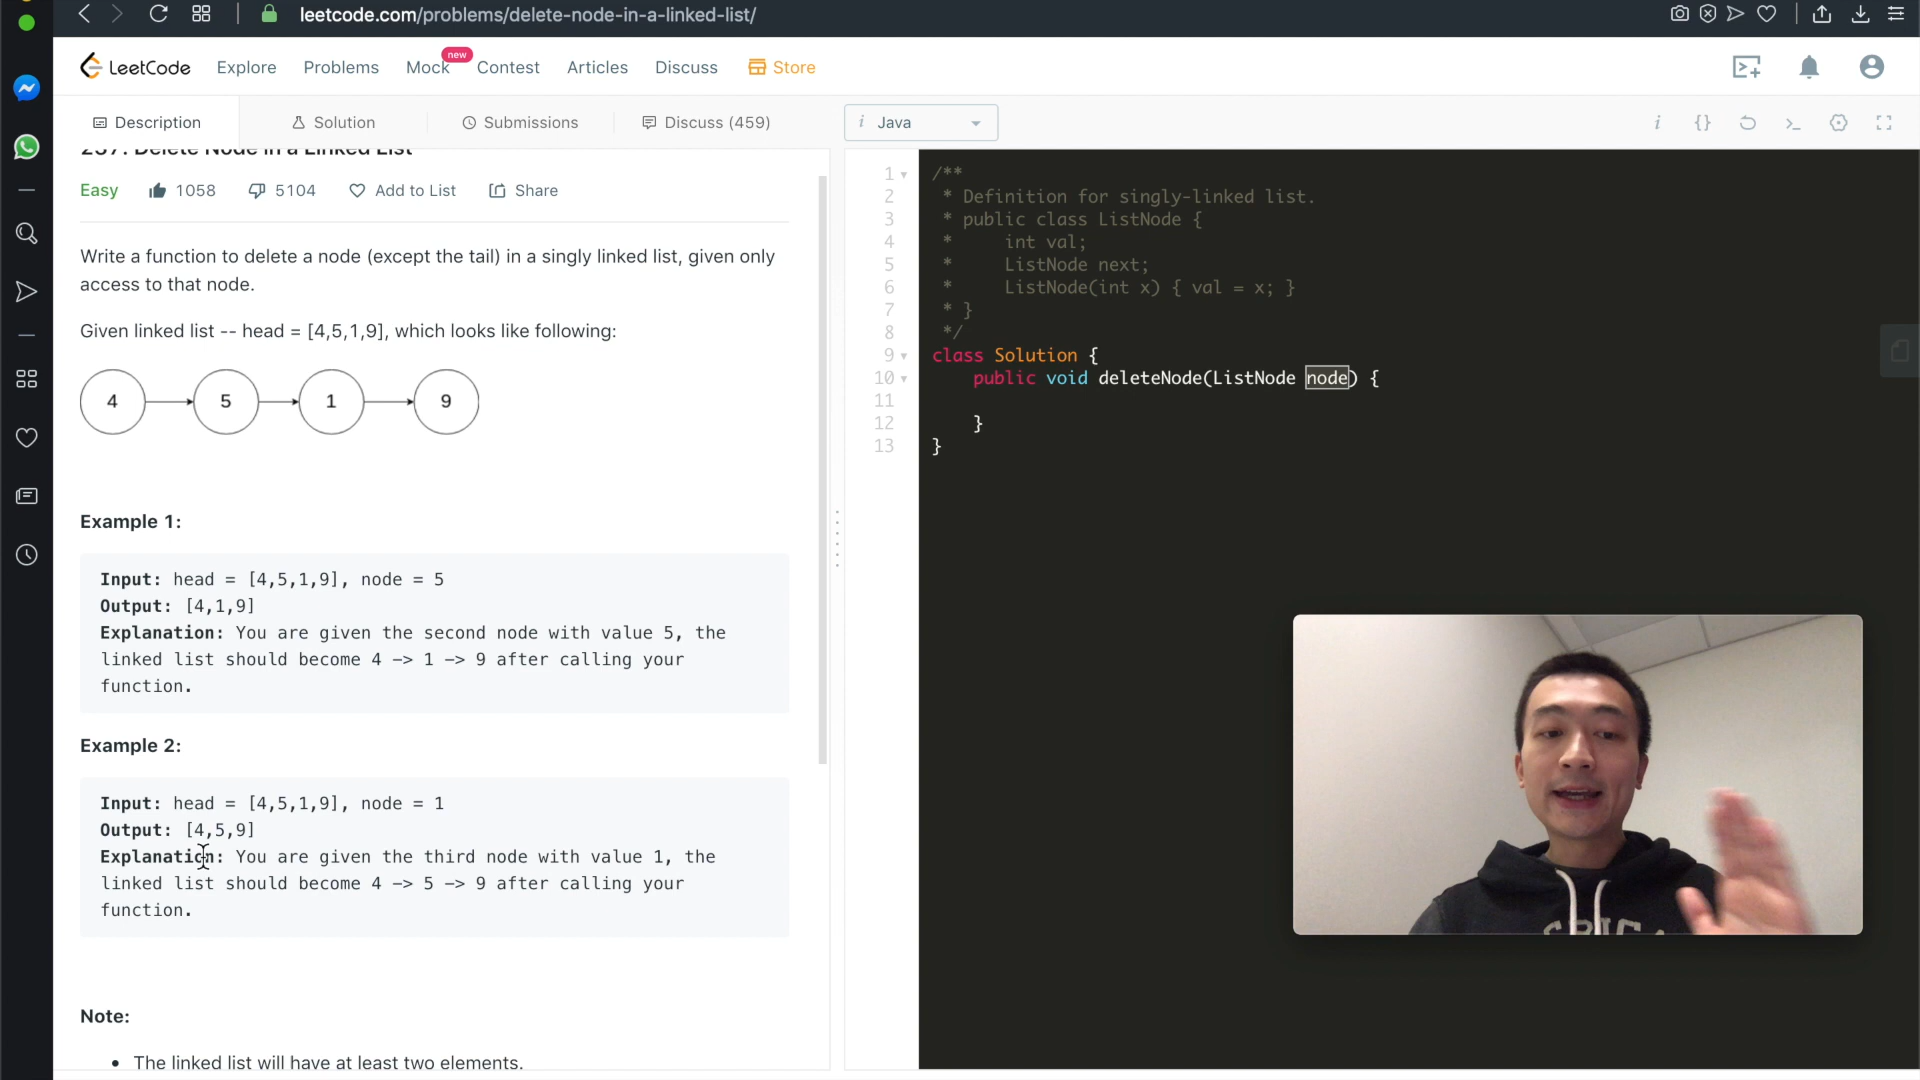 leetcode.com/problems/delete-node-in-a-linked-list/
LeetCode Explore Problems Mock new Contest Articles Discuss Store
Description Solution Submissions Discuss (459)
i Java
i {} >_
237. Delete Node in a Linked List
Easy 1058 5104 Add to List Share
Write a function to delete a node (except the tail) in a singly linked list, given only
access to that node.
Given linked list -- head = [4,5,1,9], which looks like following:
4 5 1 9
Example 1:
Input: head = [4,5,1,9], node = 5
Output: [4,1,9]
Explanation: You are given the second node with value 5, the
linked list should become 4 -> 1 -> 9 after calling your
function.
Example 2:
Input: head = [4,5,1,9], node = 1
Output: [4,5,9]
Explanation: You are given the third node with value 1, the
linked list should become 4 -> 5 -> 9 after calling your
function.
Note:
• The linked list will have at least two elements.
1 /**
2 * Definition for singly-linked list.
3 * public class ListNode {
4 *     int val;
5 *     ListNode next;
6 *     ListNode(int x) { val = x; }
7 * }
8 */
9 class Solution {
10     public void deleteNode(ListNode node) {
11
12     }
13 }